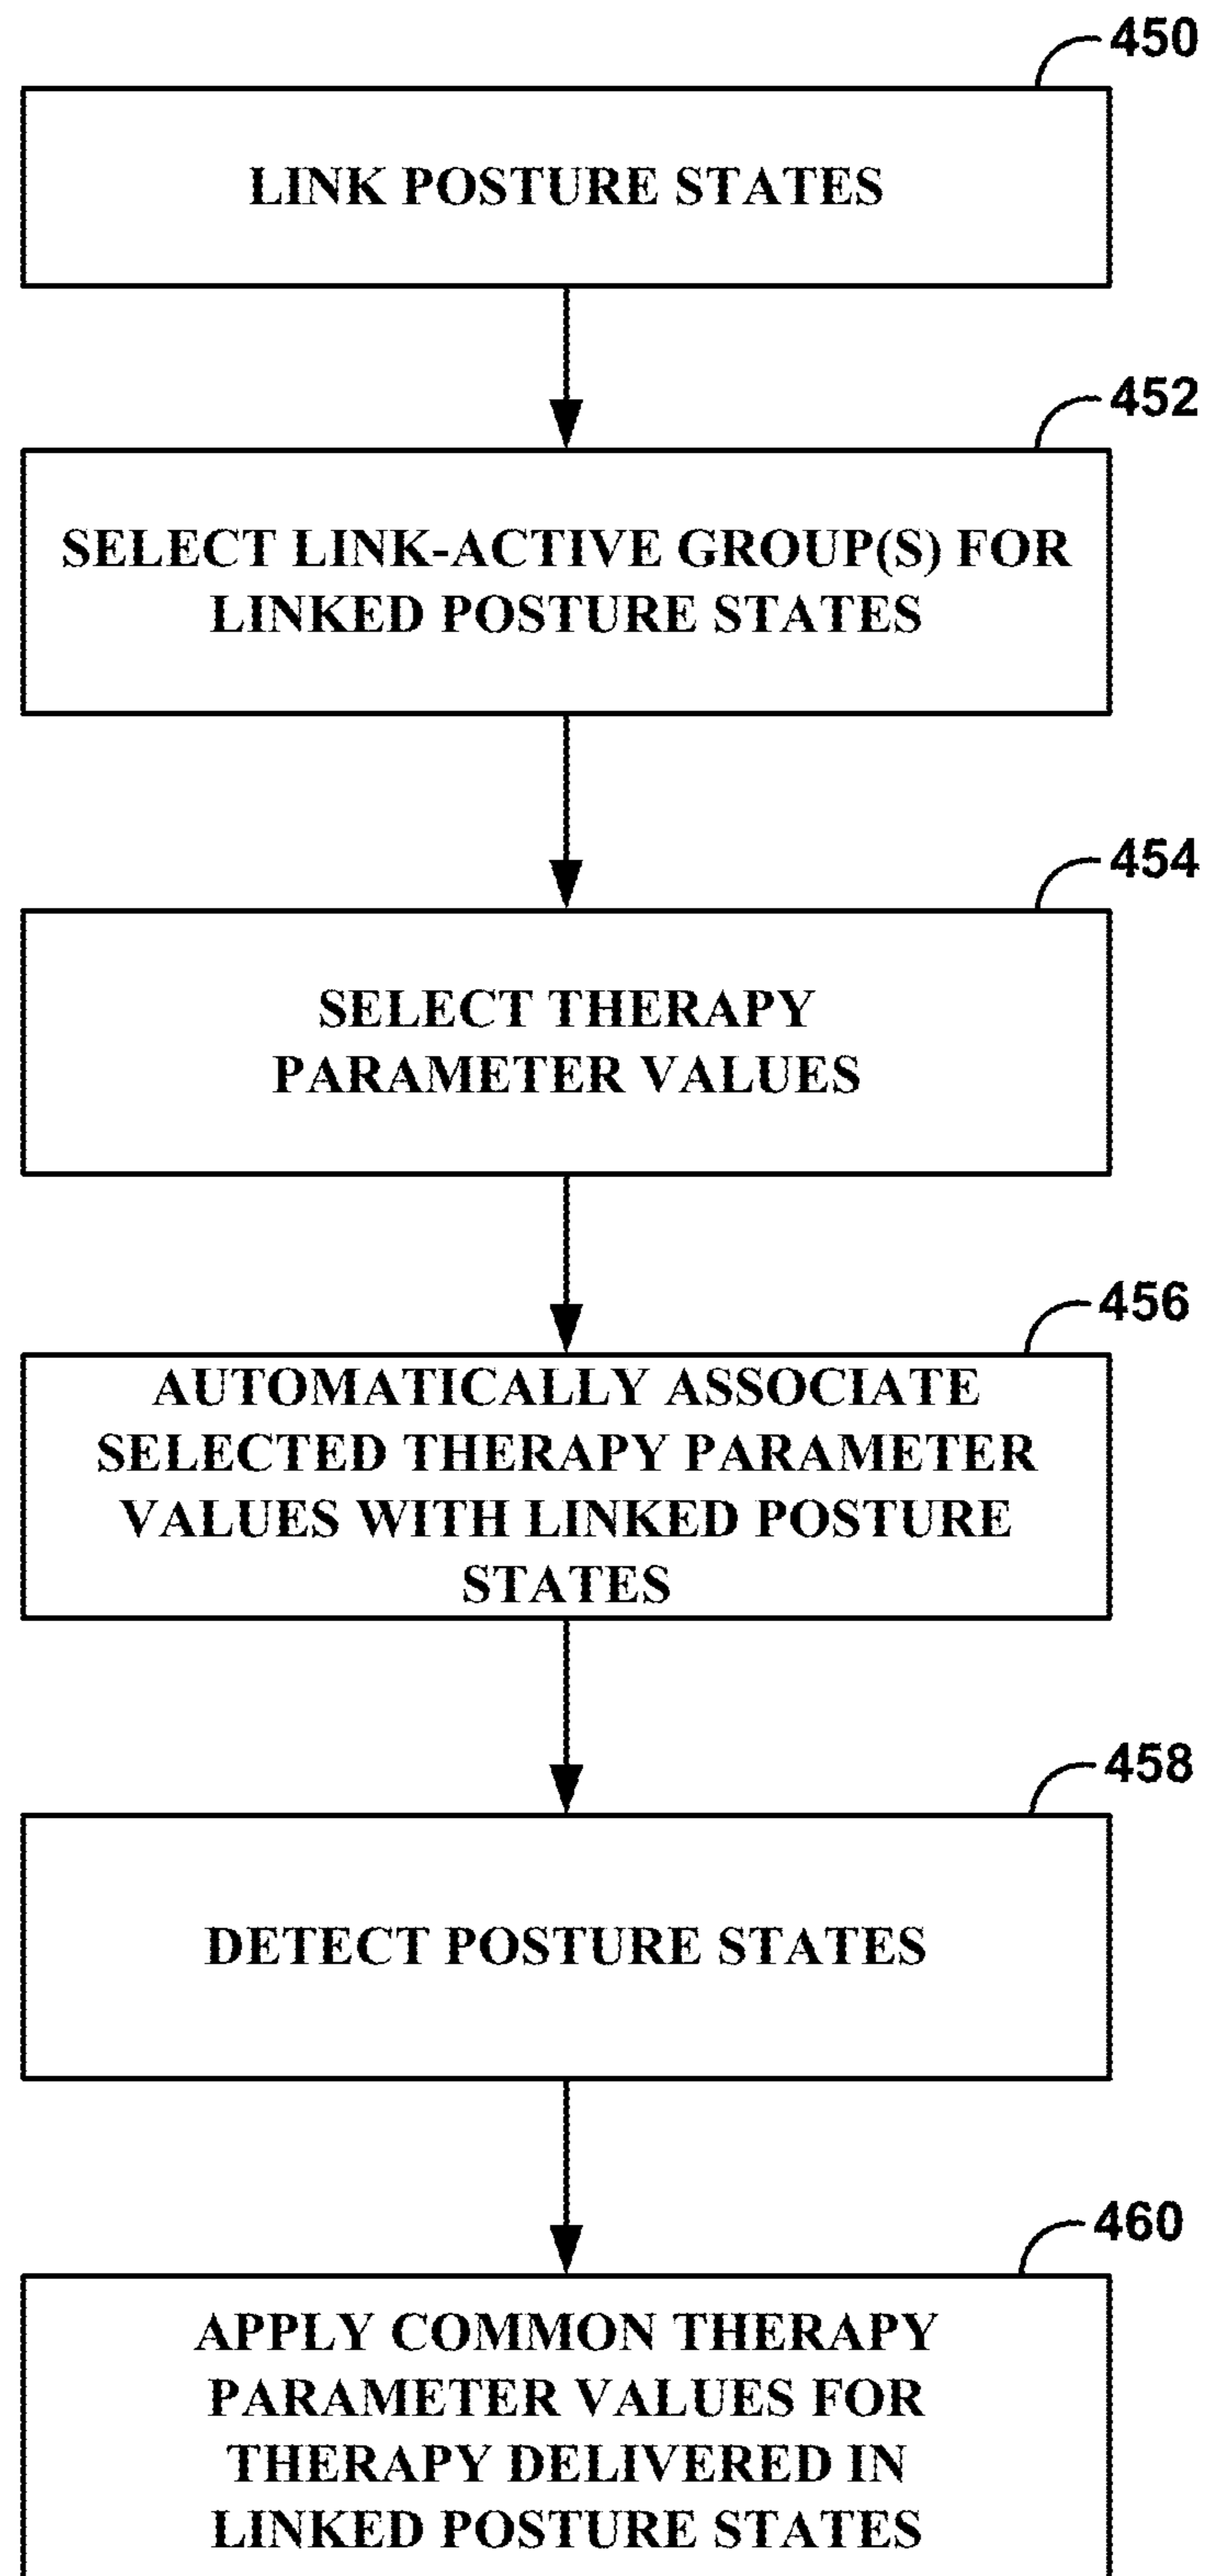 450
LINK POSTURE STATES
452
SELECT LINK-ACTIVE GROUP(S) FOR
LINKED POSTURE STATES
454
SELECT THERAPY
PARAMETER VALUES
456
AUTOMATICALLY ASSOCIATE
SELECTED THERAPY PARAMETER
VALUES WITH LINKED POSTURE
STATES
458
DETECT POSTURE STATES
460
APPLY COMMON THERAPY
PARAMETER VALUES FOR
THERAPY DELIVERED IN
LINKED POSTURE STATES